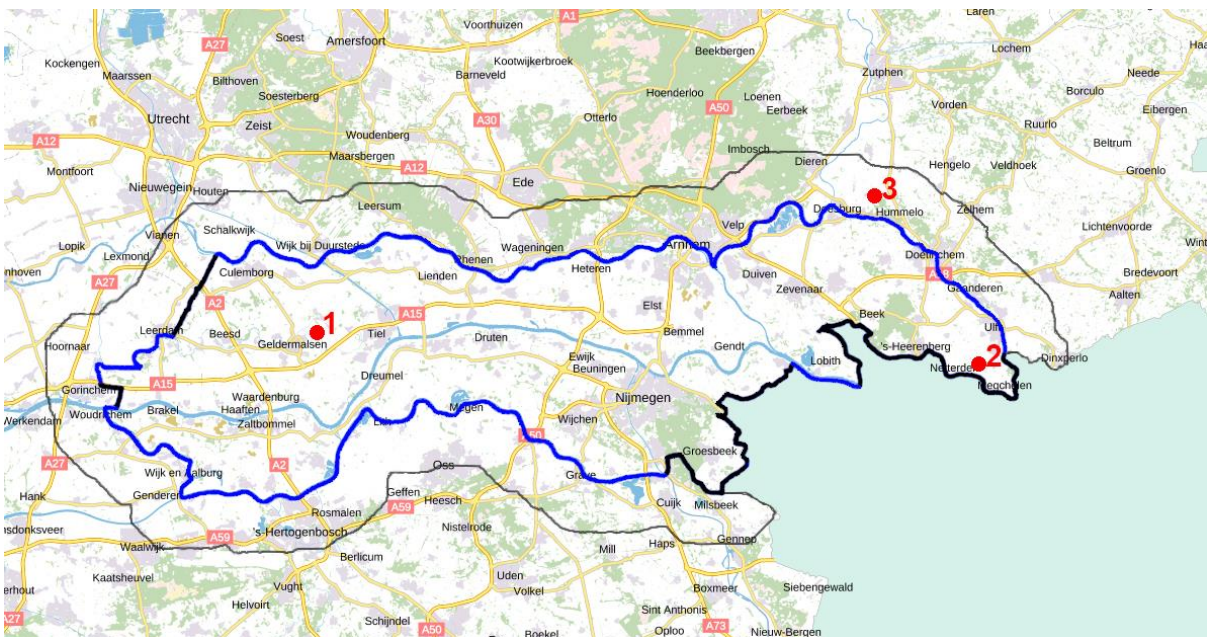 Voorthuizen
A1
Laren
Soest
Amersfoort
A27
Kockengen
Beekbergen
Lochem
Kootwijkerbroek
Maarssen
Bilthoven
Barneveld
Zutphen
Neede
Soesterberg
Hoenderloo
Loenen
Borculo
Eerbeek
Utrecht
A30
Otterlo
A50
Vorden
Eibergen
Zeist
Woudenberg
Ruurlo
A12
Imbosch
Beltrum
Maarsbergen
A12
Dieren
Hengelo
Veldhoek
Montfoort
Groenlo
Nieuwegein
Houten
Ede
3
Leersum
Doesburg
Hummelo
Zelhem
Vianen
Schalkwijk
Velp
Lichtenvoorde
Lopik
Wijk bij Duurstede
Wageningen
Arnhem
Lexmond
Rhenen
Doetinchem
Culemborg
Lienden
Heteren
Duiven
Bredevoort
A27
Zevenaar
Gaanderen
A2
Aalten
Elst
A15
Beek
1
Leerdam
Beesd
Tiel
Bemmel
Ulft
Hoornaar
Geldermalsen
Druten
Gendt
's-Heerenberg
Ewijk
Lobith
2
Dinxperlo
Beuningen
Netterden
Dreumel
Megchelen
Gorinchem
A15
Waardenburg
Nijmegen
Woudrichem
Brakel
Haaften
Megen
Werkendam
Zaltbommel
Lith
Wijchen
A50
Groesbeek
A27
A2
Oss
Wijk en Aalburg
Grave
Hank
Genderen
Geffen
Heesch
Cuijk
Milsbeek
Rosmalen
A59
Nistelrode
's-Hertogenbosch
Gennep
A59
Haps
Waalwijk
Mill
Berlicum
Kaatsheuvel
Uden
Vught
Volkel
Boxmeer
Siebengewald
Helvoirt
Sint Anthonis
A27
Schijndel
A50
Boekel
Oploo
A73
Nieuw-Bergen